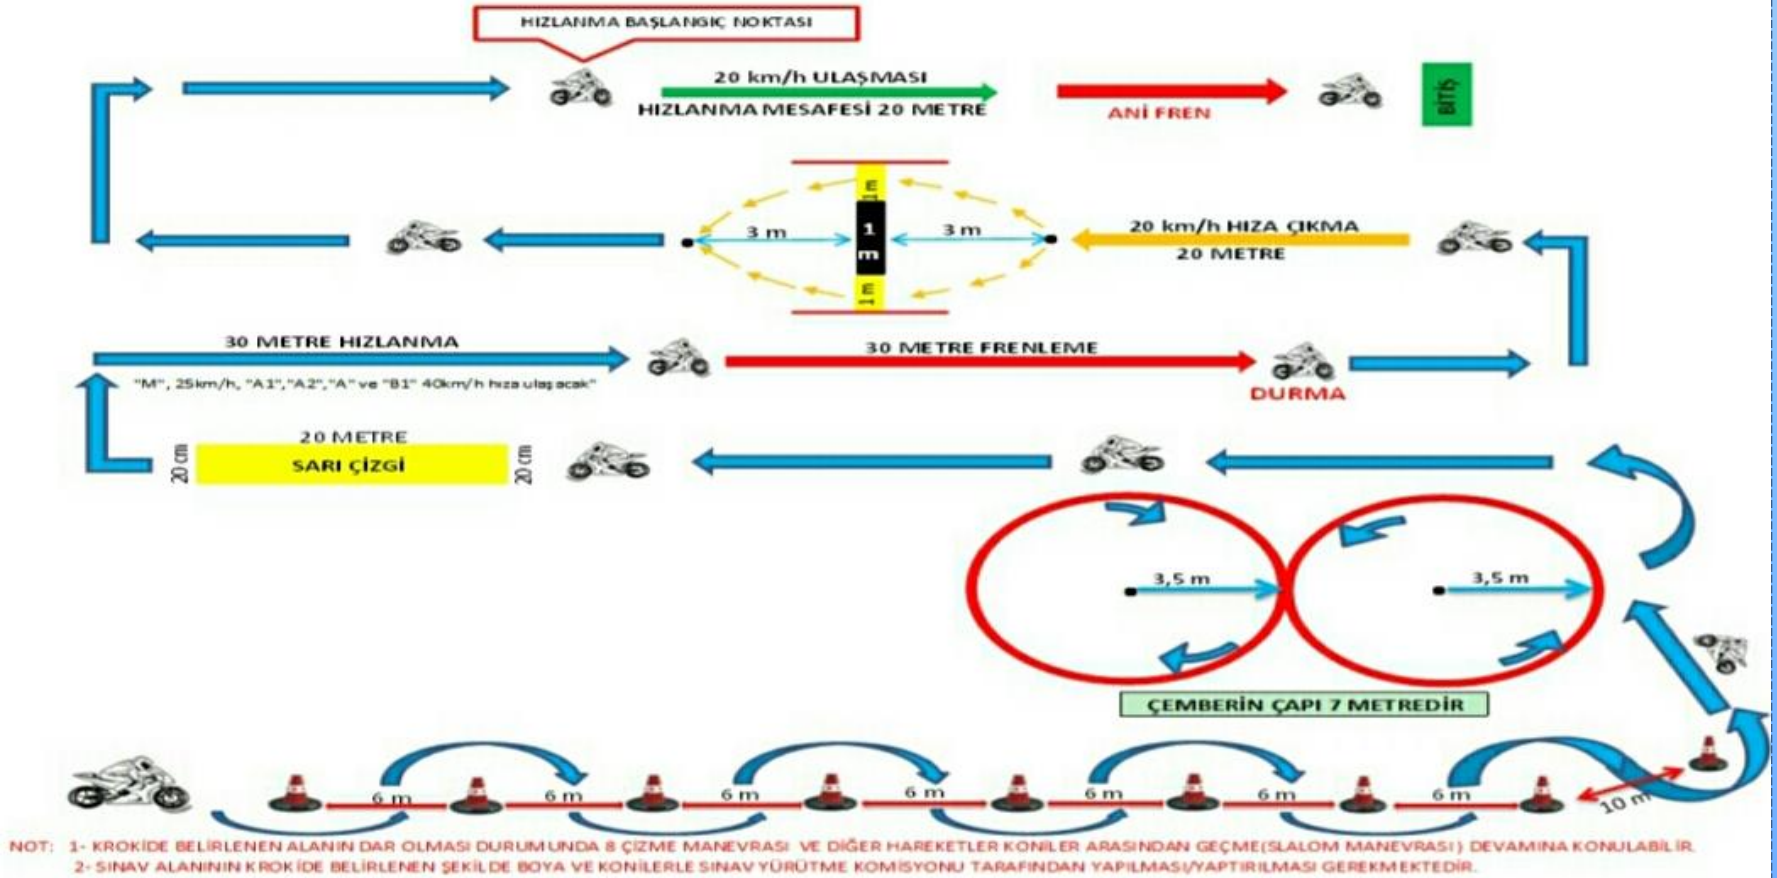 HIZLANMA BAŞLANGIÇ NOKTASI
20 km/h ULAŞMASI
HIZLANMA MESAFESİ 20 METRE
ANİ FREN
BİTİŞ
1m
1 m
1 m
3 m
3 m
20 km/h HIZA ÇIKMA
20 METRE
30 METRE HIZLANMA
"M", 25km/h, "A1","A2","A" ve "B1" 40km/h hıza ulaşacak"
30 METRE FRENLEME
DURMA
20 METRE
20 cm
SARI ÇİZGİ
20 cm
3,5 m
3,5 m
ÇEMBERİN ÇAPI 7 METREDİR
6 m
6 m
6 m
6 m
6 m
6 m
6 m
10 m
NOT: 1- KROKİDE BELİRLENEN ALANIN DAR OLMASI DURUMUNDA 8 ÇİZME MANEVRASI VE DİĞER HAREKETLER KONİLER ARASINDAN GEÇME(SLALOM MANEVRASI) DEVAMINA KONULABİLİR.
2- SINAV ALANININ KROKİDE BELİRLENEN ŞEKİLDE BOYA VE KONİLERLE SINAV YÜRÜTME KOMİSYONU TARAFINDAN YAPILMASI/YAPTIRILMASI GEREKMEKTEDİR.